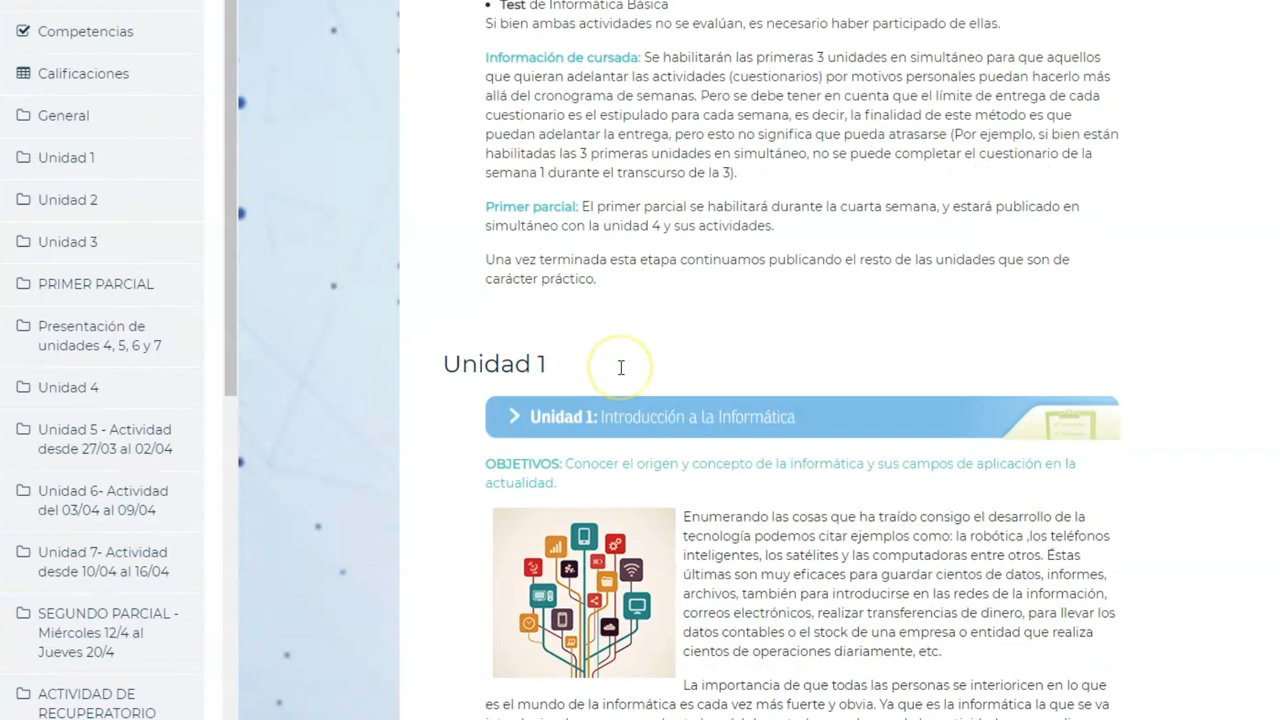 Competencias
Calificaciones
General
Unidad 1
Unidad 2
Unidad 3
PRIMER PARCIAL
Presentación de
unidades 4, 5, 6 y 7
Unidad 4
Unidad 5 - Actividad
desde 27/03 al 02/04
Unidad 6- Actividad
del 03/04 al 09/04
Unidad 7- Actividad
desde 10/04 al 16/04
SEGUNDO PARCIAL -
Miércoles 12/4 al
Jueves 20/4
ACTIVIDAD DE
RECUPERATORIO
• Test de Informática Básica
Si bien ambas actividades no se evalúan, es necesario haber participado de ellas.
Información de cursada: Se habilitarán las primeras 3 unidades en simultáneo para que aquellos
que quieran adelantar las actividades (cuestionarios) por motivos personales puedan hacerlo más
allá del cronograma de semanas. Pero se debe tener en cuenta que el límite de entrega de cada
cuestionario es el estipulado para cada semana, es decir, la finalidad de este método es que
puedan adelantar la entrega, pero esto no significa que pueda atrasarse (Por ejemplo, si bien están
habilitadas las 3 primeras unidades en simultáneo, no se puede completar el cuestionario de la
semana 1 durante el transcurso de la 3).
Primer parcial: El primer parcial se habilitará durante la cuarta semana, y estará publicado en
simultáneo con la unidad 4 y sus actividades.
Una vez terminada esta etapa continuamos publicando el resto de las unidades que son de
carácter práctico.
Unidad 1
Unidad 1: Introducción a la Informática
OBJETIVOS: Conocer el origen y concepto de la informática y sus campos de aplicación en la
actualidad.
Enumerando las cosas que ha traído consigo el desarrollo de la
tecnología podemos citar ejemplos como: la robótica ,los teléfonos
inteligentes, los satélites y las computadoras entre otros. Éstas
últimas son muy eficaces para guardar cientos de datos, informes,
archivos, también para introducirse en las redes de la información,
correos electrónicos, realizar transferencias de dinero, para llevar los
datos contables o el stock de una empresa o entidad que realiza
cientos de operaciones diariamente, etc.
La importancia de que todas las personas se interioricen en lo que
es el mundo de la informática es cada vez más fuerte y obvia. Ya que es la informática la que se va